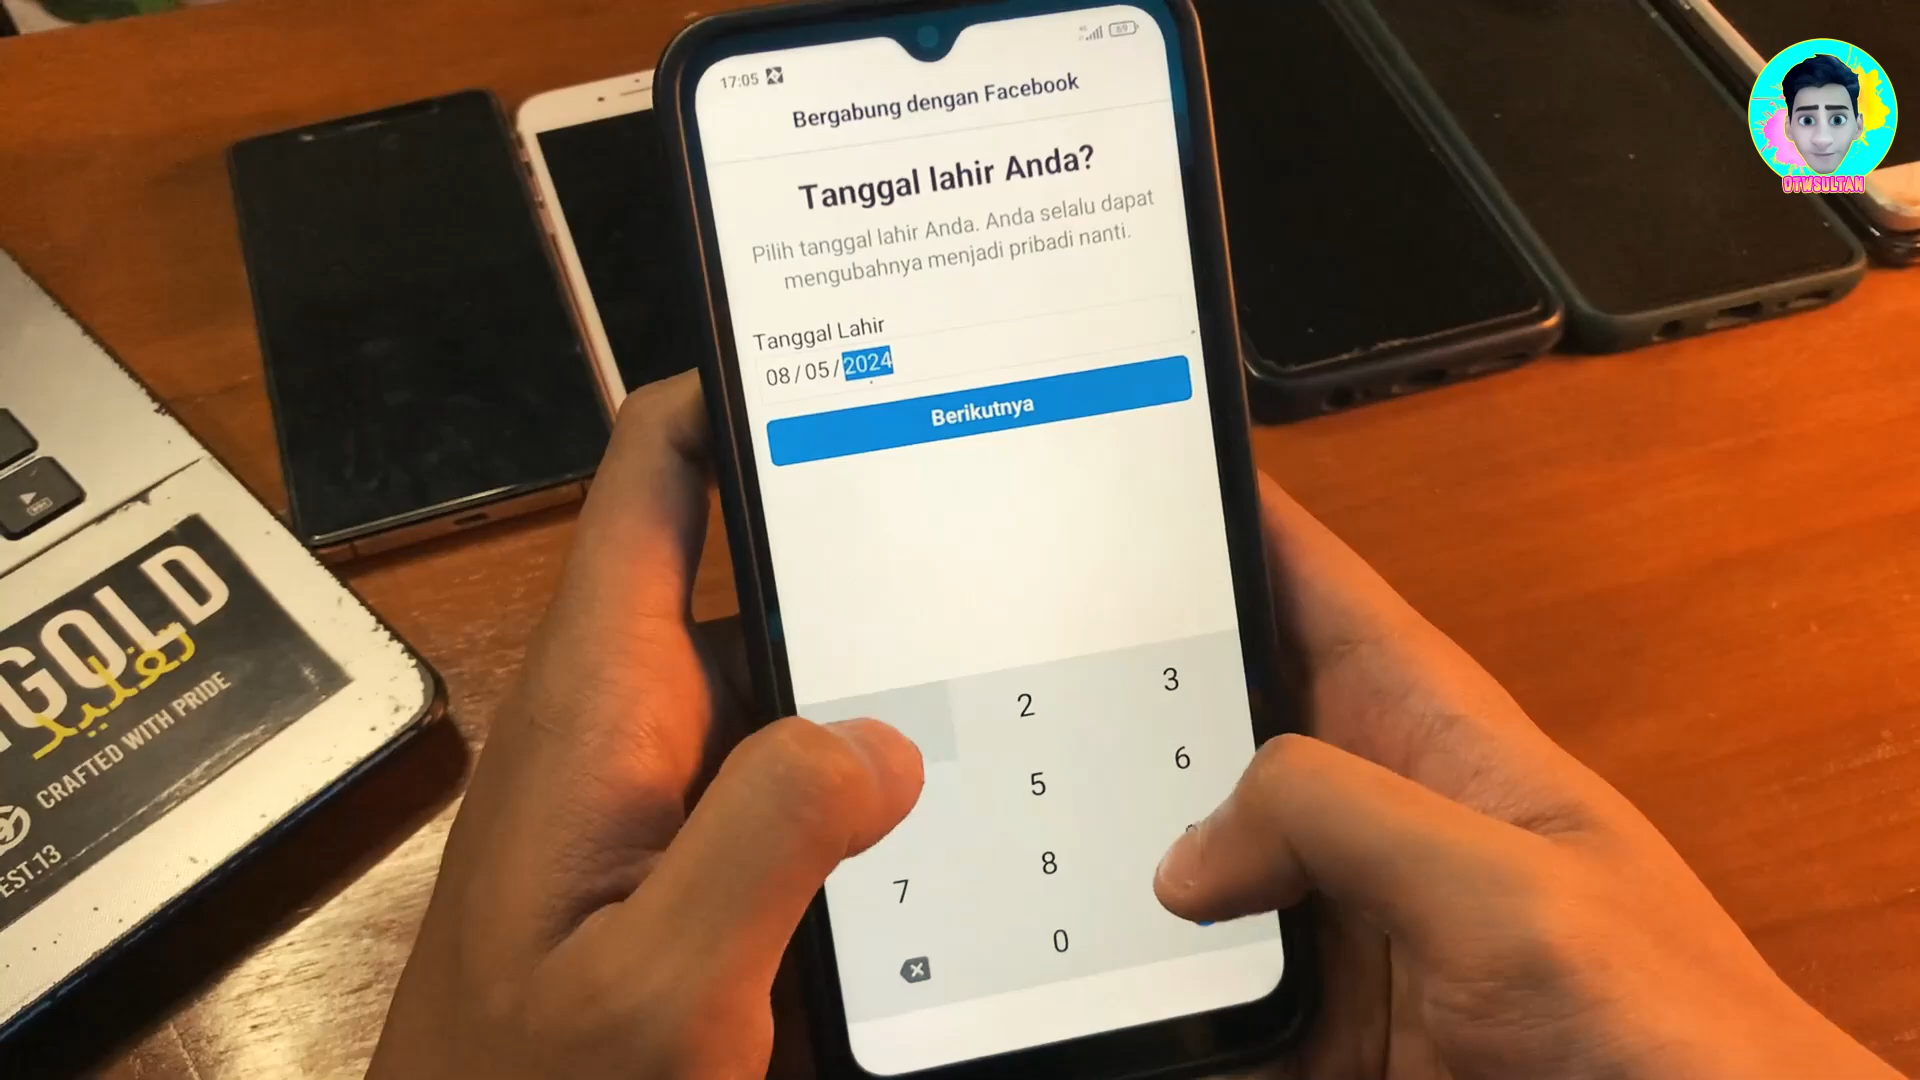 17:05
69
Bergabung dengan Facebook
Tanggal lahir Anda?
Pilih tanggal lahir Anda. Anda selalu dapat
mengubahnya menjadi pribadi nanti.
Tanggal Lahir
08/05/2024
Berikutnya
2
3
5
6
7
8
0
OTWSULTAN
GOLD
CRAFTED WITH PRIDE
EST.13